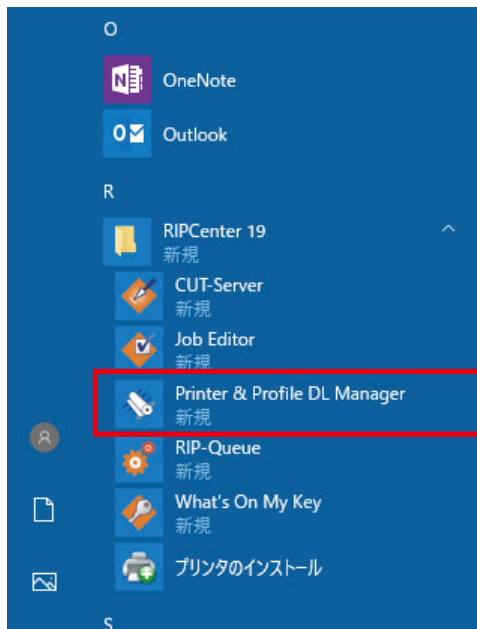 O
OneNote
Outlook
R
RIPCenter 19
新規
CUT-Server
新規
Job Editor
新規
Printer & Profile DL Manager
新規
RIP-Queue
新規
What's On My Key
新規
プリンタのインストール
S